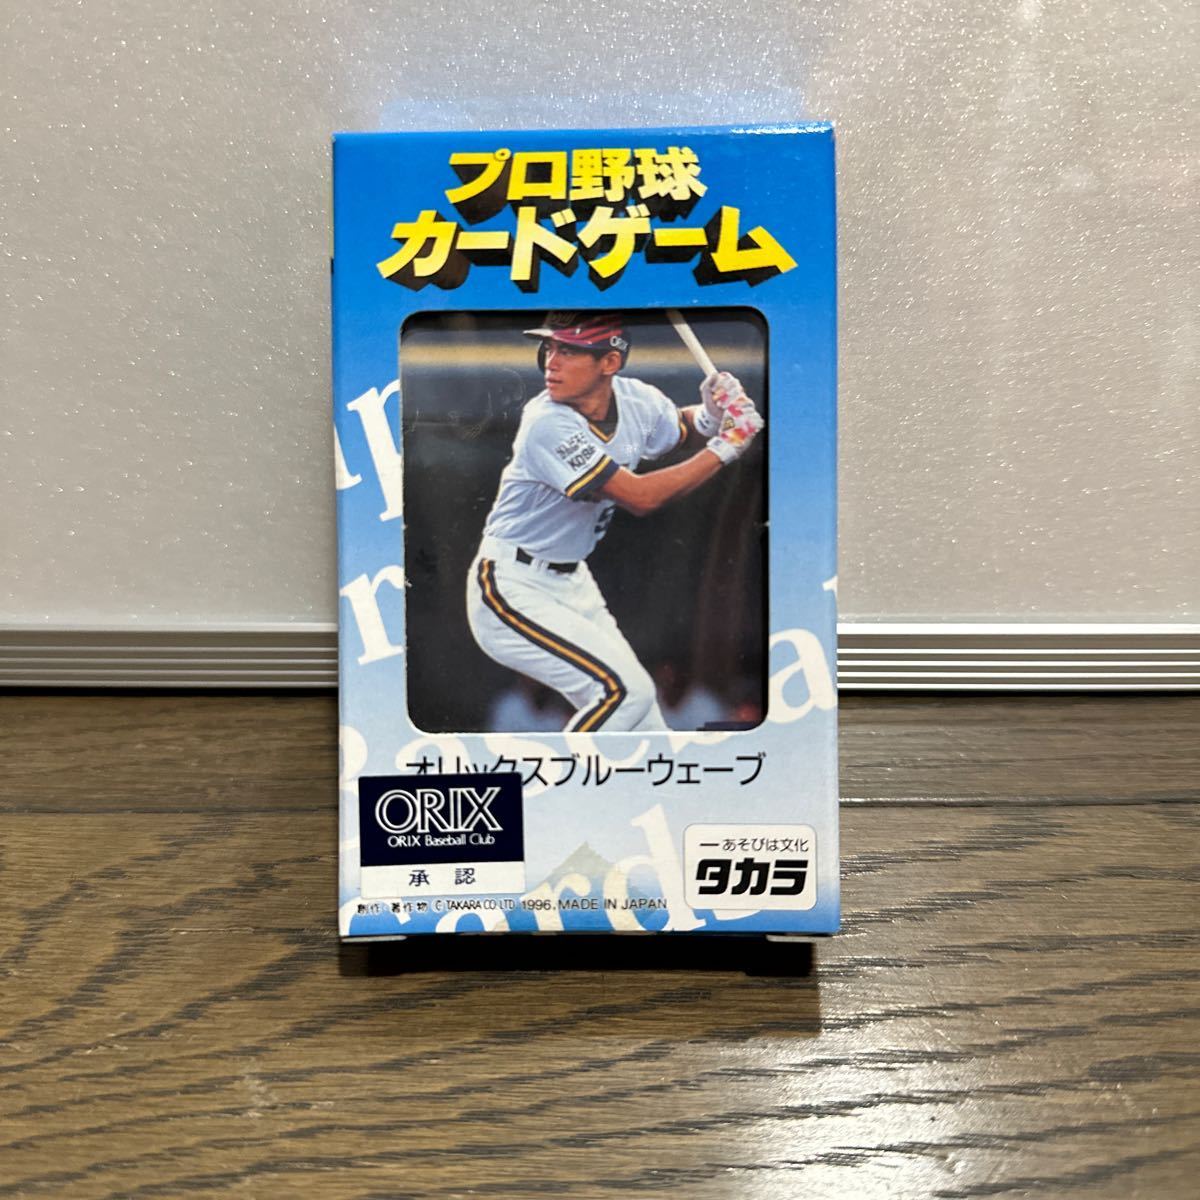 プロ野球
カードゲーム
ORIX
KOBE
オリックスブルーウェーブ
ORIX
ORIX Baseball Club
承認
ーあそびは文化
タカラ
創作・著作物 © TAKARA CO LTD 1996. MADE IN JAPAN